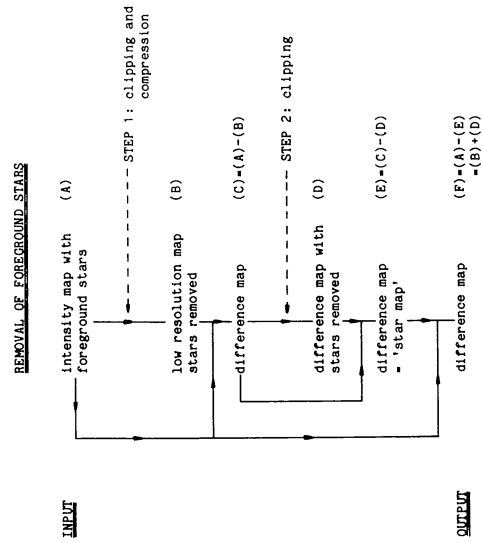 REMOVAL OF FOREGROUND STARS
INPUT
intensity map with (A)
foreground stars
STEP 1: clipping and
compression
low resolution map (B)
stars removed
difference map (C)=(A)-(B)
STEP 2: clipping
difference map with (D)
stars removed
difference map (E)=(C)-(D)
= 'star map'
OUTPUT
difference map (F)=(A)-(E)
=(B)+(D)